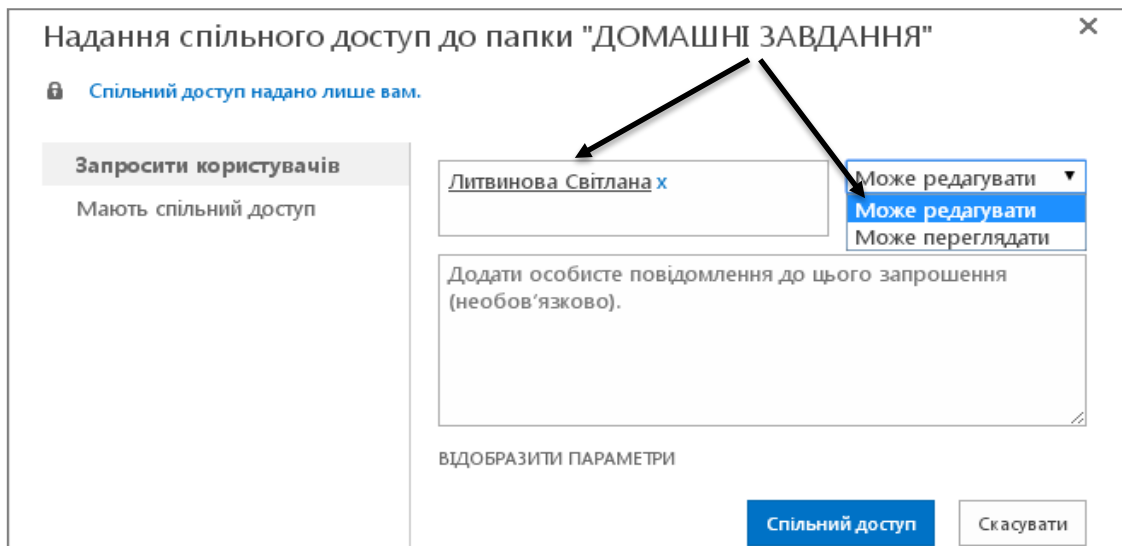 Надання спільного доступ до папки "ДОМАШНІ ЗАВДАННЯ"
Спільний доступ надано лише вам.
Запросити користувачів
Мають спільний доступ
Литвинова Світлана x
Може редагувати
Може редагувати
Може переглядати
Додати особисте повідомлення до цього запрошення
(необов’язково).
ВІДОБРАЗИТИ ПАРАМЕТРИ
Спільний доступ
Скасувати